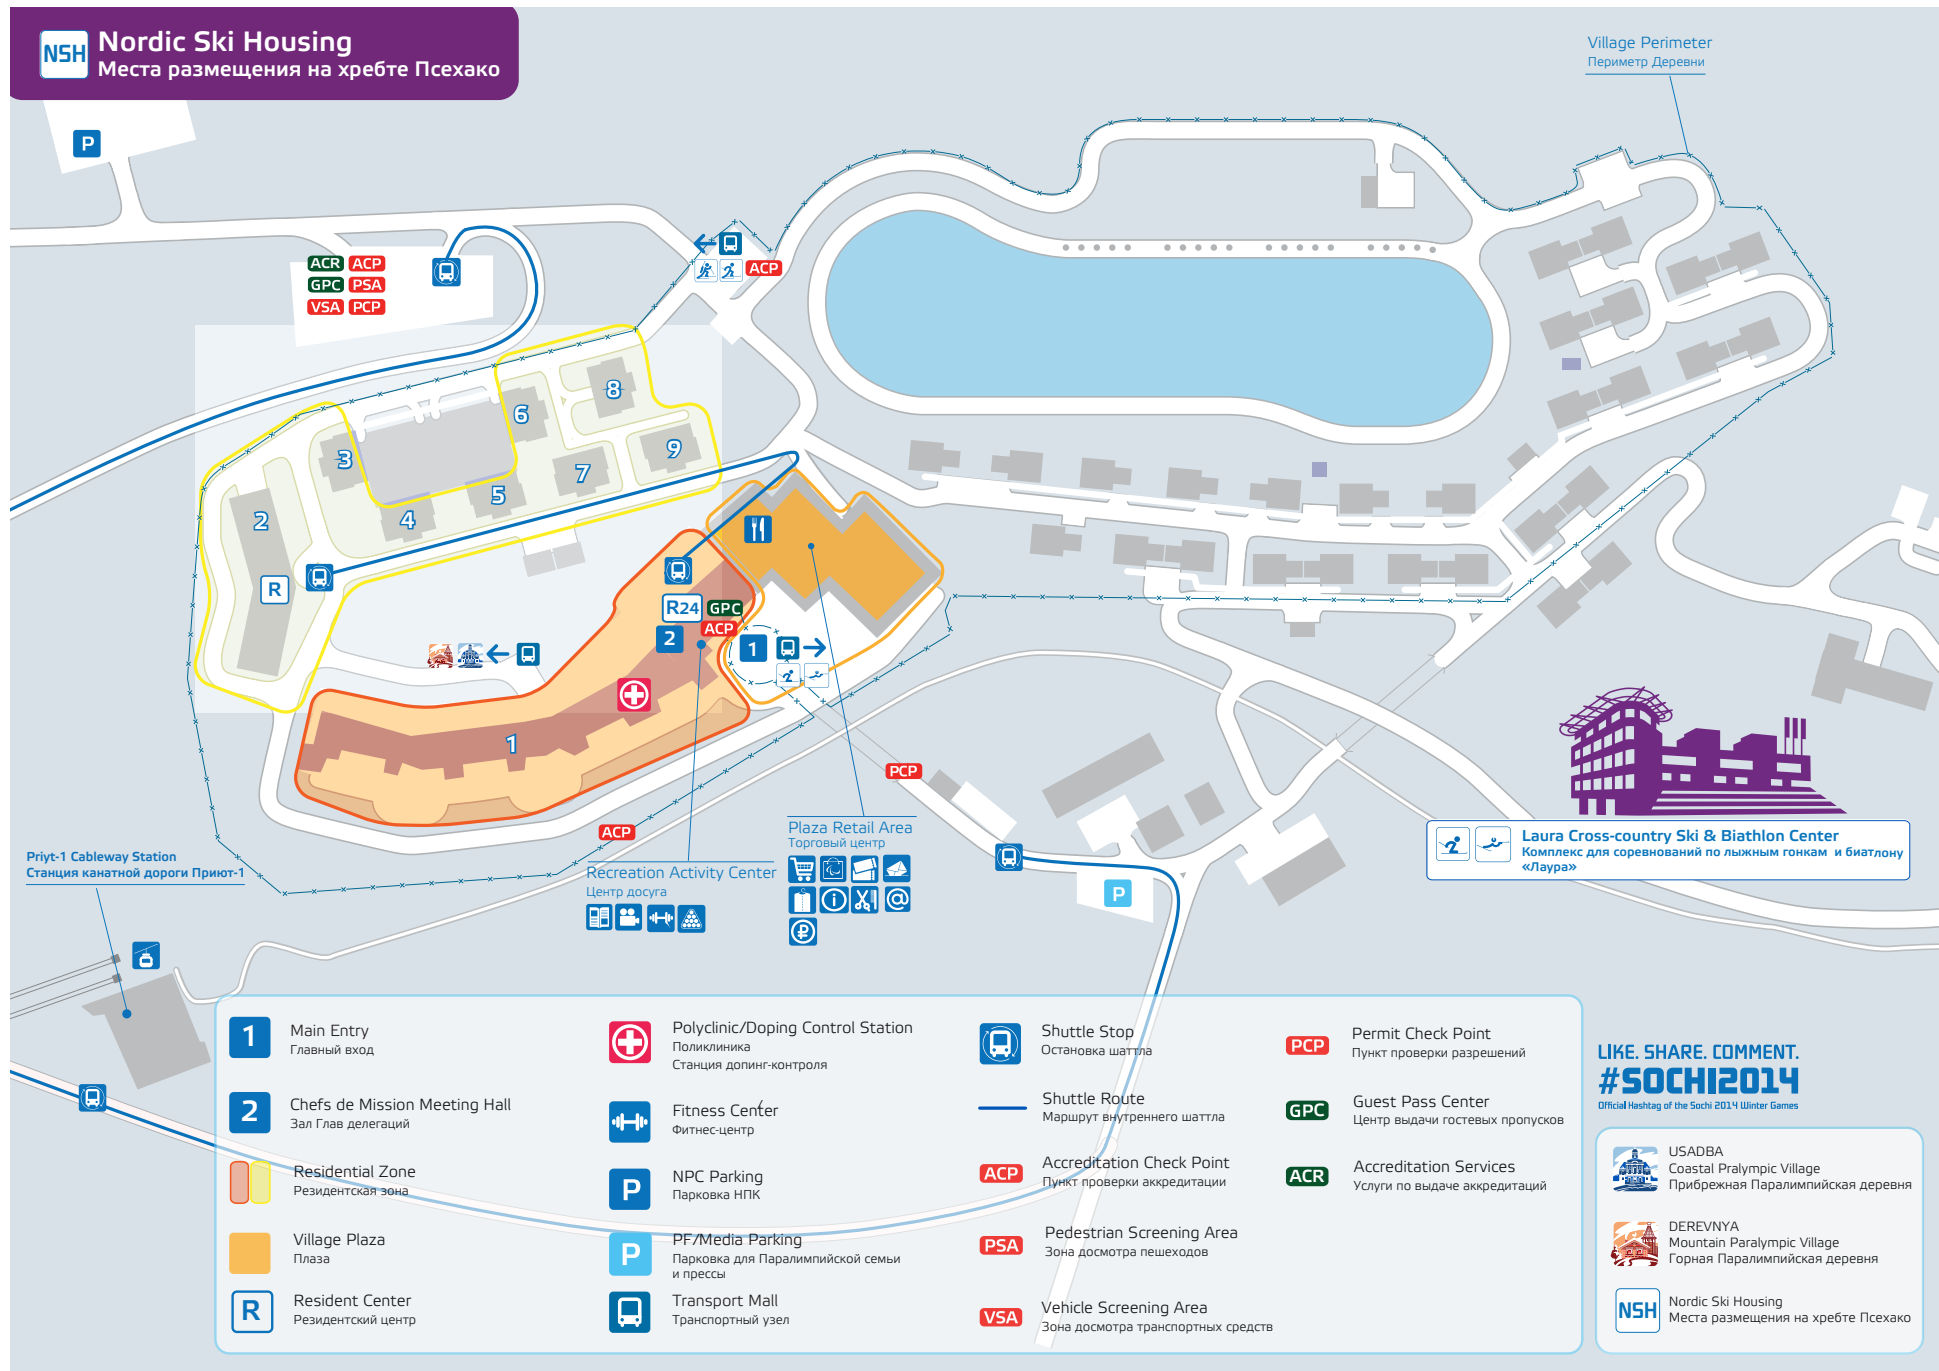 NSH
Nordic Ski Housing
Места размещения на хребте Псехако
Village Perimeter
Периметр Деревни
P
ACR ACP
GPC PSA
VSA PCP
ACP
8
6
3
9
7
5
4
2
R
R24 GPC
ACP
2
1
1
PCP
ACP
Plaza Retail Area
Торговый центр
Recreation Activity Center
Центр досуга
P
Priyt-1 Cableway Station
Станция канатной дороги Приют-1
Laura Cross-country Ski & Biathlon Center
Комплекс для соревнований по лыжным гонкам и биатлону
«Лаура»
1
Main Entry
Главный вход
2
Chefs de Mission Meeting Hall
Зал Глав делегаций
Residential Zone
Резидентская зона
Village Plaza
Плаза
R
Resident Center
Резидентский центр
Polyclinic/Doping Control Station
Поликлиника
Станция допинг-контроля
Fitness Center
Фитнес-центр
P
NPC Parking
Парковка НПК
P
PF/Media Parking
Парковка для Паралимпийской семьи
и прессы
Transport Mall
Транспортный узел
Shuttle Stop
Остановка шаттла
Shuttle Route
Маршрут внутреннего шаттла
ACP
Accreditation Check Point
Пункт проверки аккредитации
PSA
Pedestrian Screening Area
Зона досмотра пешеходов
VSA
Vehicle Screening Area
Зона досмотра транспортных средств
PCP
Permit Check Point
Пункт проверки разрешений
GPC
Guest Pass Center
Центр выдачи гостевых пропусков
ACR
Accreditation Services
Услуги по выдаче аккредитаций
LIKE. SHARE. COMMENT.
#SOCHI2014
Official Hashtag of the Sochi 2014 Winter Games
USADBA
Coastal Pralympic Village
Прибрежная Паралимпийская деревня
DEREVNYA
Mountain Paralympic Village
Горная Паралимпийская деревня
NSH
Nordic Ski Housing
Места размещения на хребте Псехако